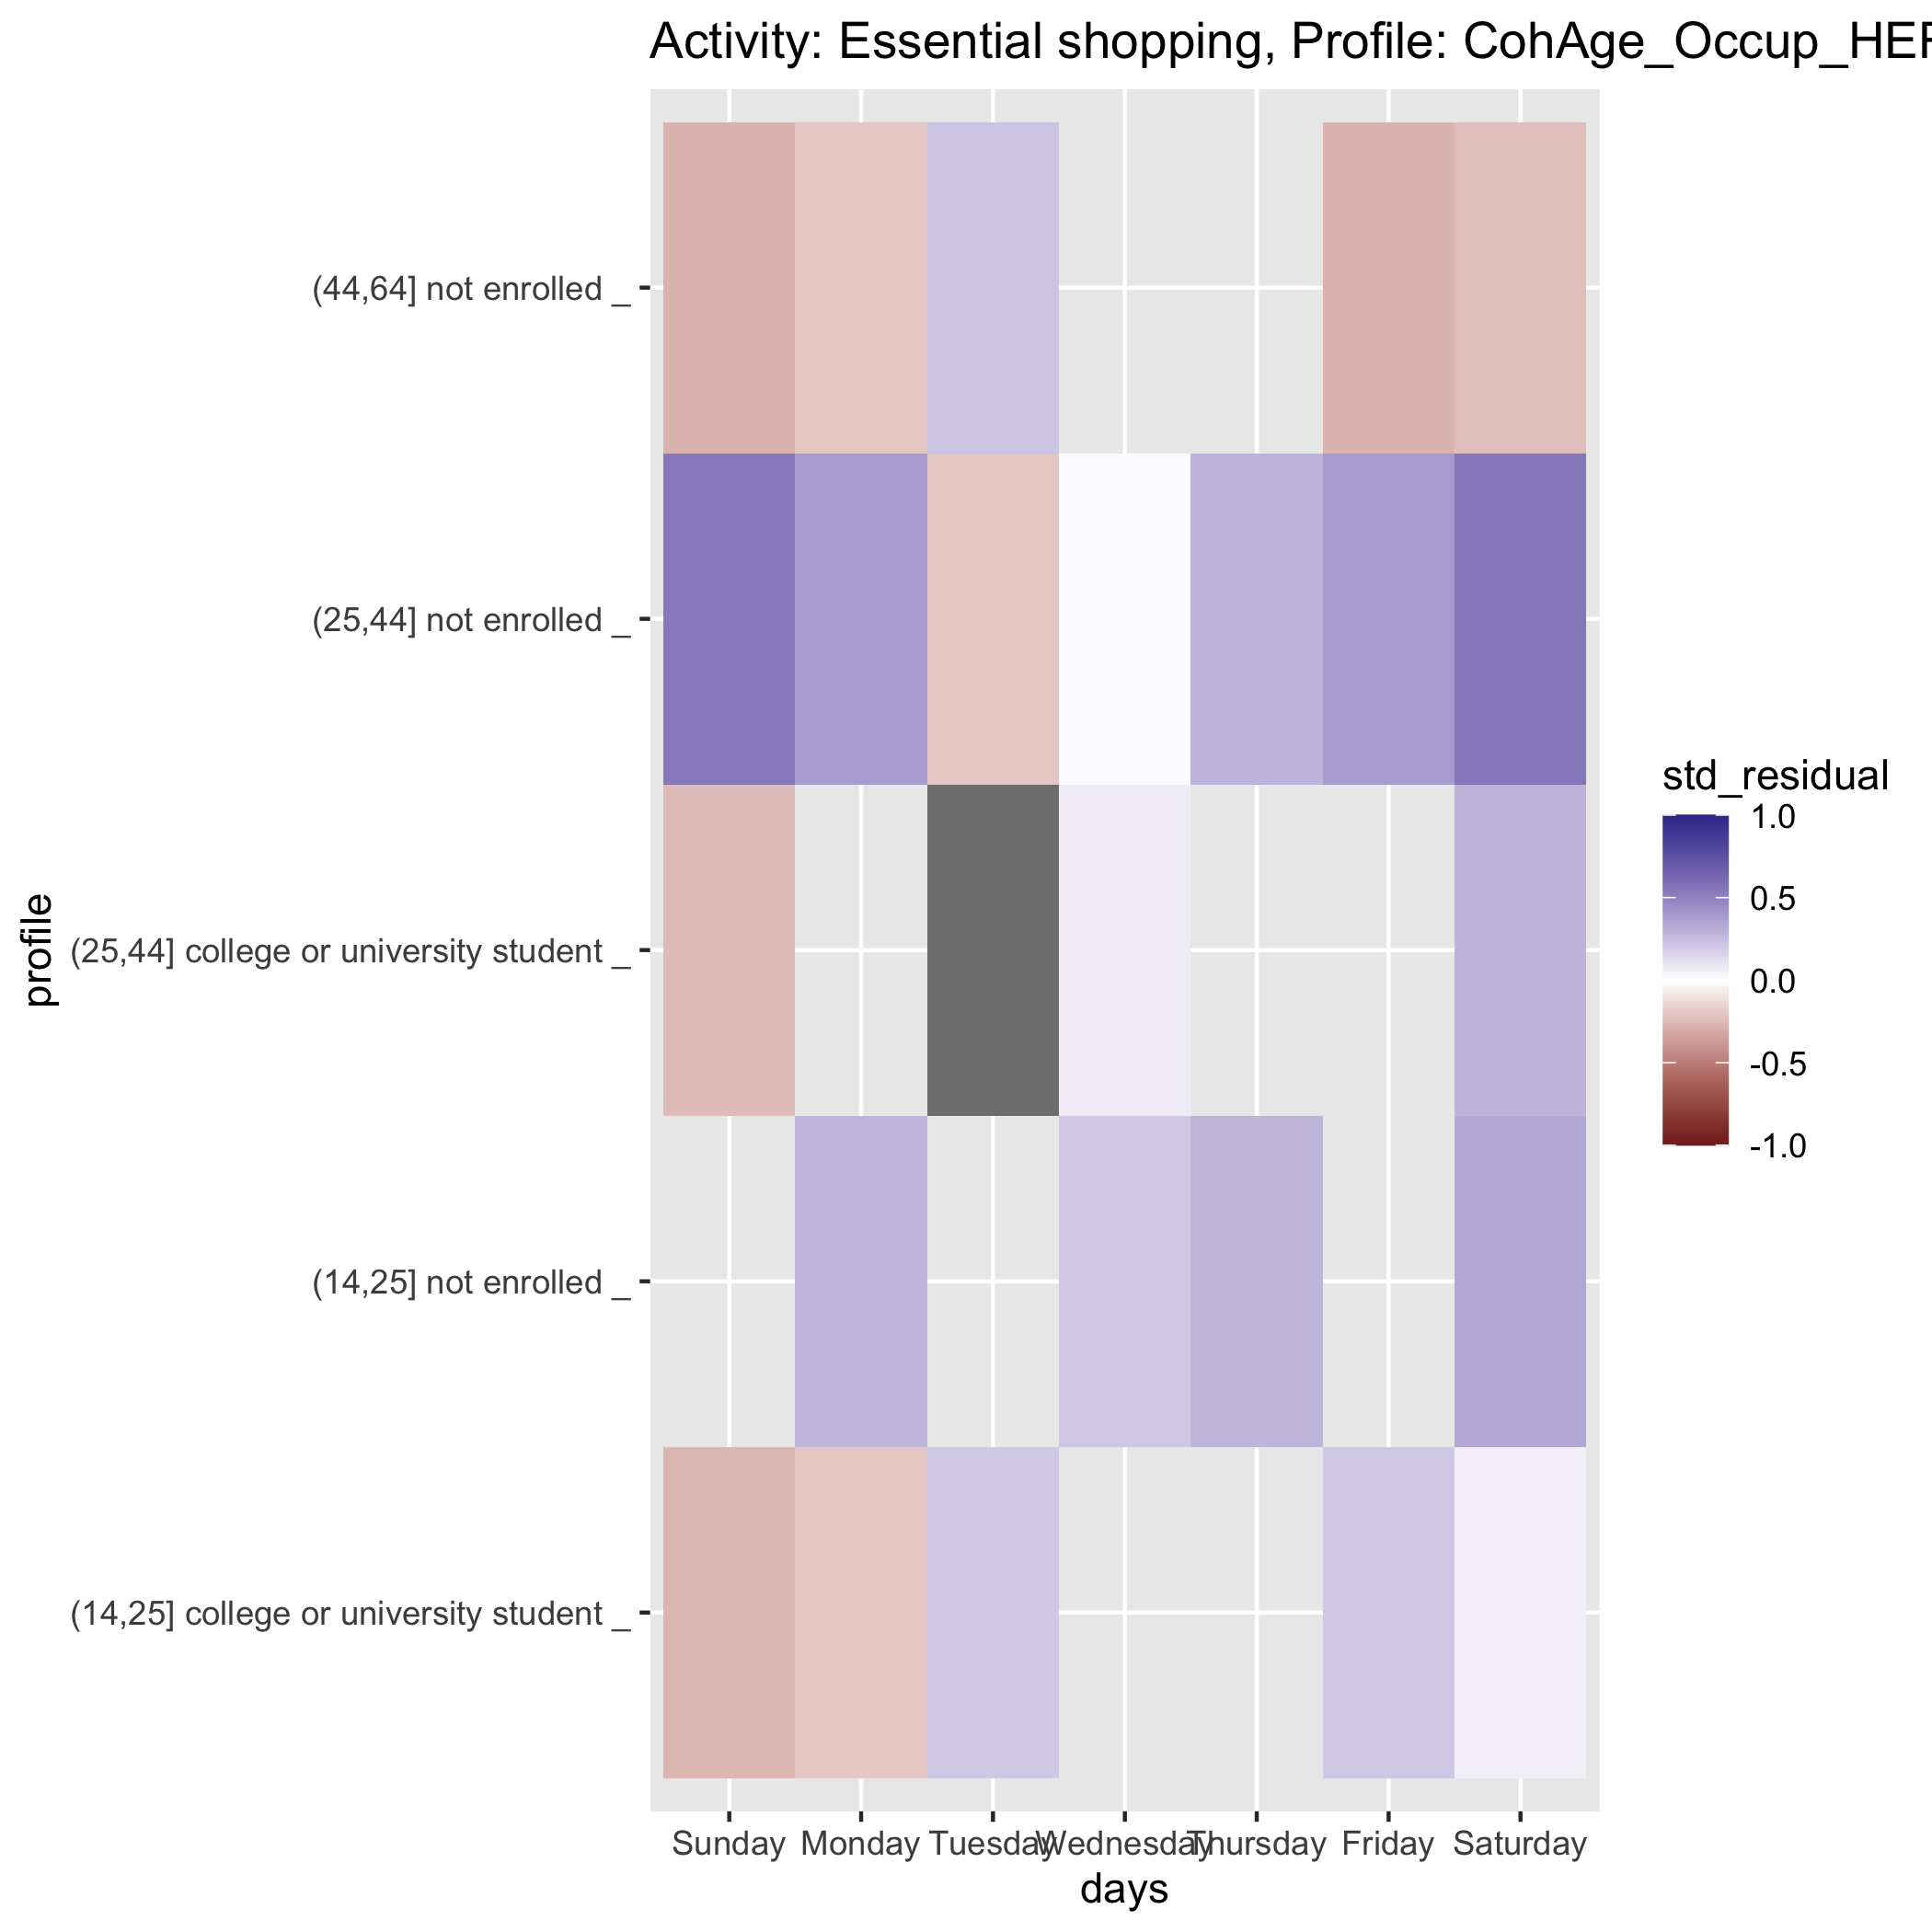 Activity: Essential shopping, Profile: CohAge_Occup_HE
(44,64] not enrolled _
(25,44] not enrolled _
(25,44] college or university student _
(14,25] not enrolled _
(14,25] college or university student _
profile
Sunday Monday Tuesday Wednesday Thursday Friday Saturday
days
std_residual
1.0
0.5
0.0
-0.5
-1.0